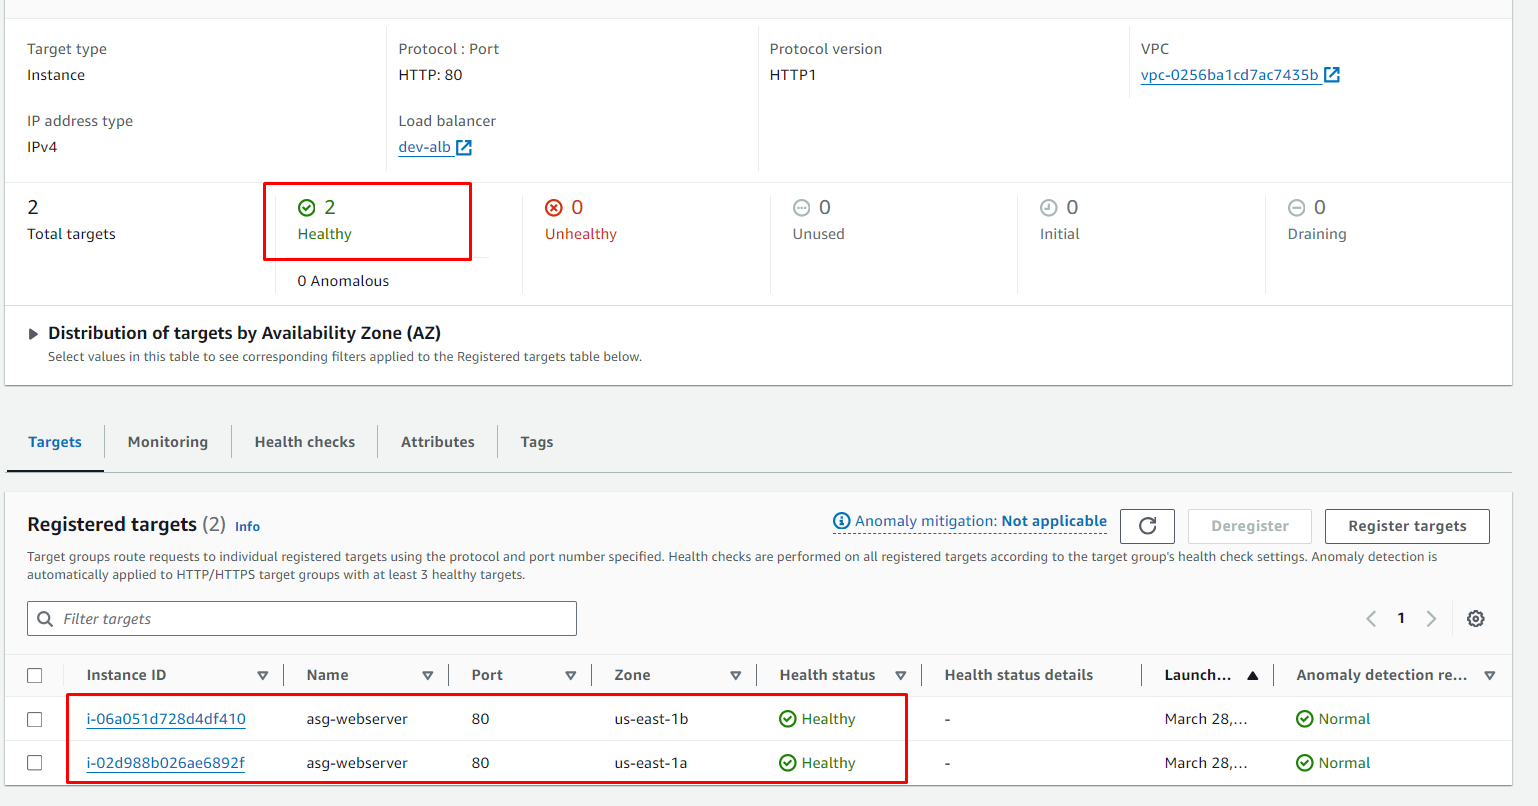 Target type
Instance
Protocol : Port
HTTP: 80
Protocol version
HTTP1
VPC
vpc-0256ba1cd7ac7435b
IP address type
IPv4
Load balancer
dev-alb
2
Total targets
2
Healthy
0 Anomalous
0
Unhealthy
0
Unused
0
Initial
0
Draining
Distribution of targets by Availability Zone (AZ)
Select values in this table to see corresponding filters applied to the Registered targets table below.
Targets Monitoring Health checks Attributes Tags
Registered targets (2) Info
Anomaly mitigation: Not applicable
Deregister
Register targets
Target groups route requests to individual registered targets using the protocol and port number specified. Health checks are performed on all registered targets according to the target group's health check settings. Anomaly detection is
automatically applied to HTTP/HTTPS target groups with at least 3 healthy targets.
Filter targets
1
Instance ID Name Port Zone Health status Health status details Launch... Anomaly detection re...
i-06a051d728d4df410 asg-webserver 80 us-east-1b Healthy - March 28,... Normal
i-02d988b026ae6892f asg-webserver 80 us-east-1a Healthy - March 28,... Normal